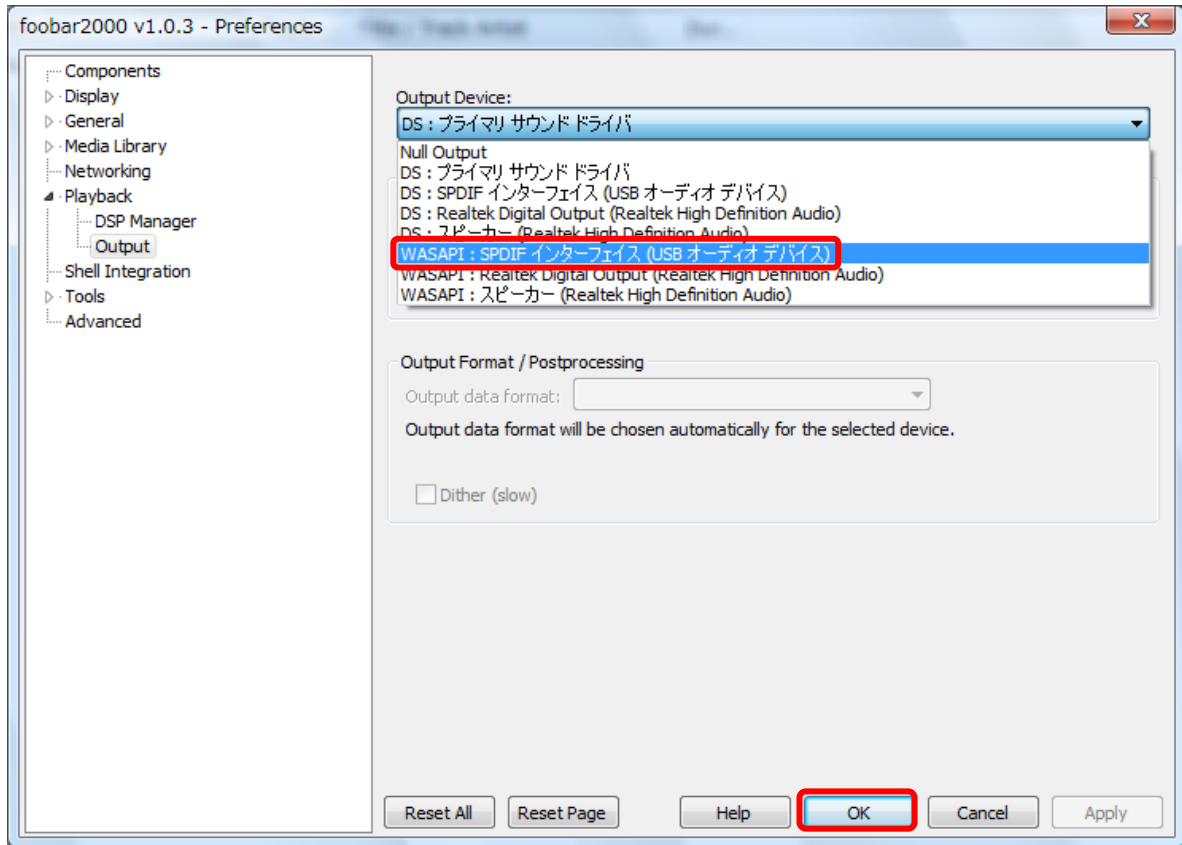 foobar2000 v1.0.3 - Preferences
Components
Display
General
Media Library
Networking
Playback
DSP Manager
Output
Shell Integration
Tools
Advanced
Output Device:
DS : プライマリ サウンド ドライバ
Null Output
DS : プライマリ サウンド ドライバ
DS : SPDIF インターフェイス (USB オーディオ デバイス)
DS : Realtek Digital Output (Realtek High Definition Audio)
DS : スピーカー (Realtek High Definition Audio)
WASAPI : SPDIF インターフェイス (USB オーディオ デバイス)
WASAPI : Realtek Digital Output (Realtek High Definition Audio)
WASAPI : スピーカー (Realtek High Definition Audio)
Output Format / Postprocessing
Output data format:
Output data format will be chosen automatically for the selected device.
Dither (slow)
Reset All Reset Page Help OK Cancel Apply